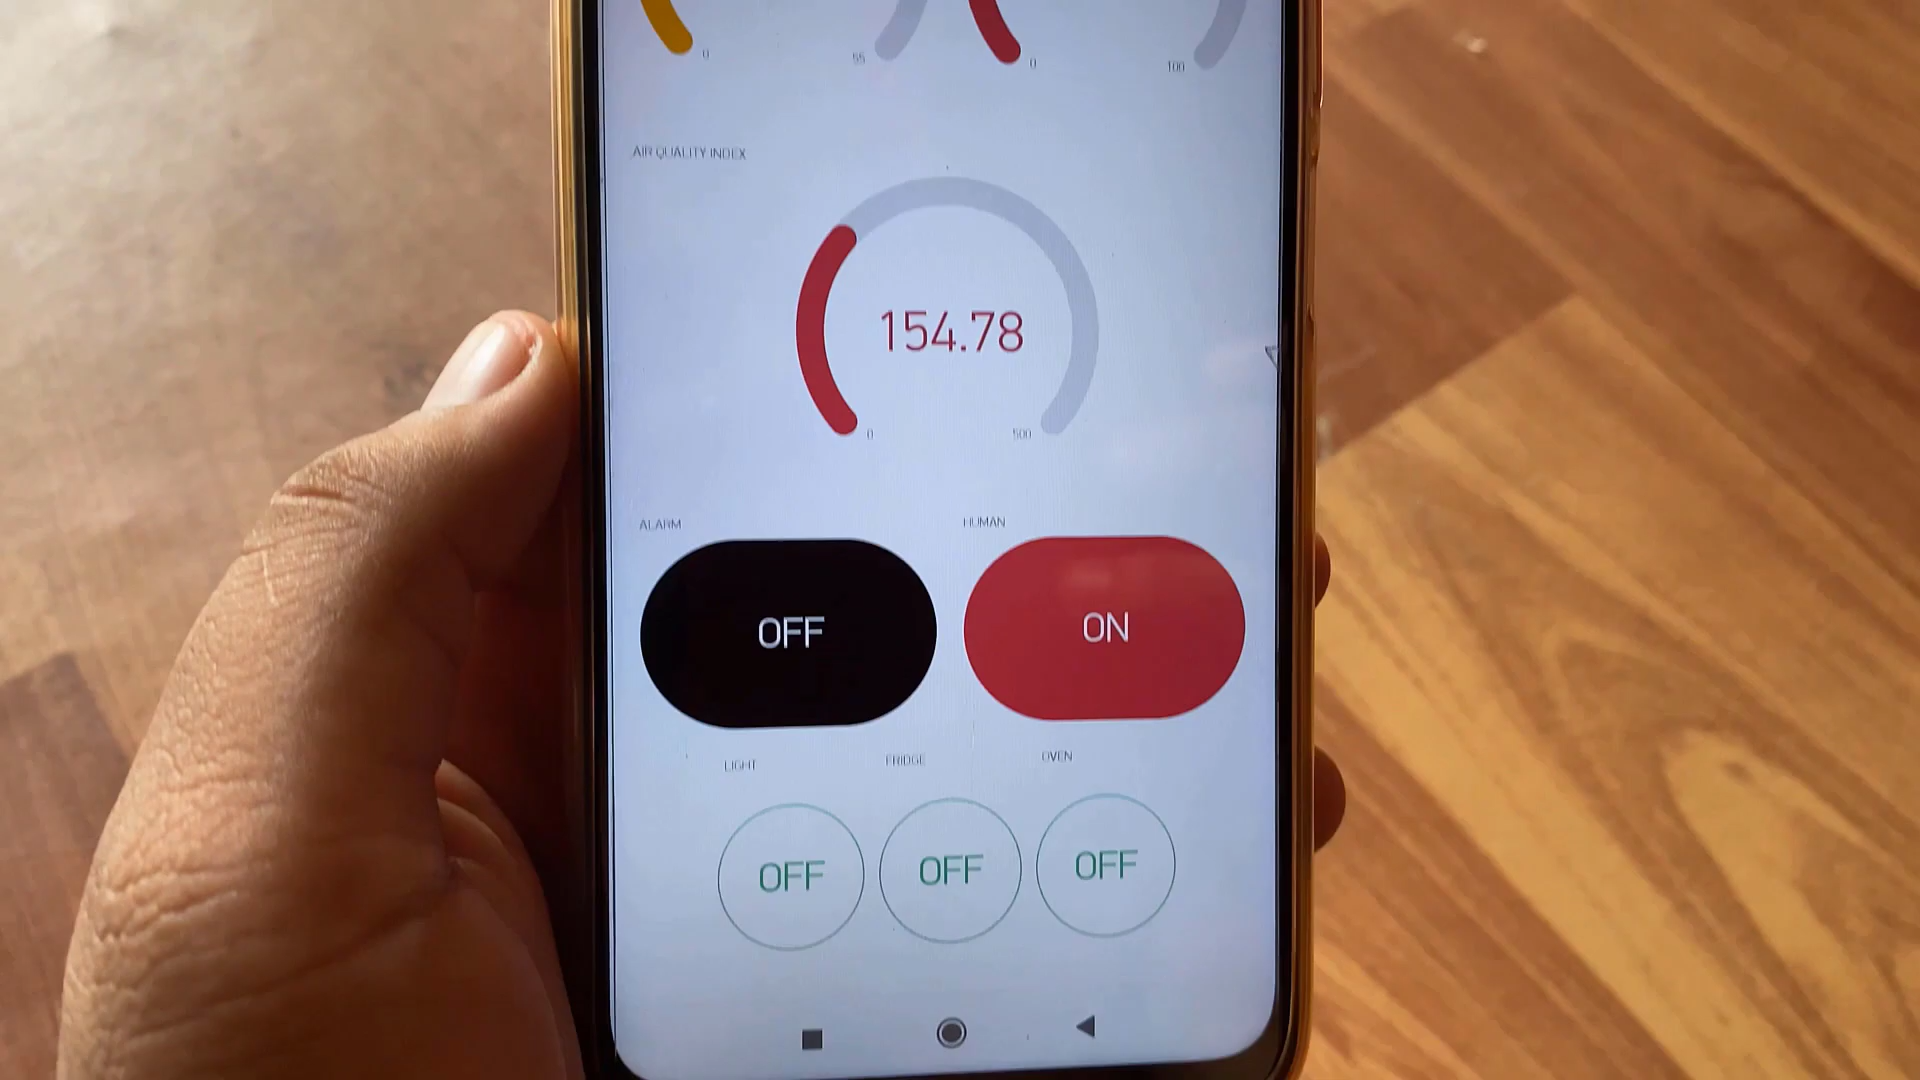 0
55
0
100
AIR QUALITY INDEX
154.78
0
500
ALARM
HUMAN
OFF
ON
LIGHT
FRIDGE
OVEN
OFF
OFF
OFF